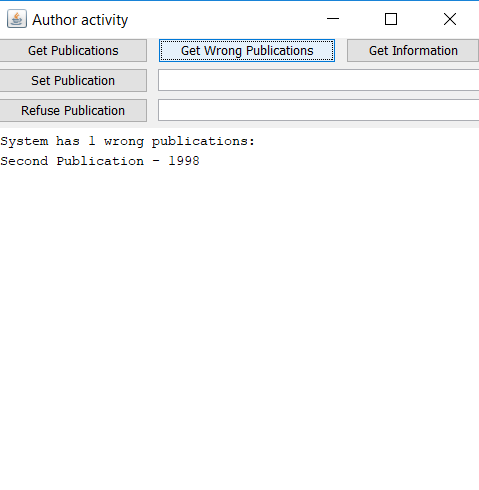 Author activity
Get Publications Get Wrong Publications Get Information
Set Publication
Refuse Publication
System has 1 wrong publications:
Second Publication - 1998